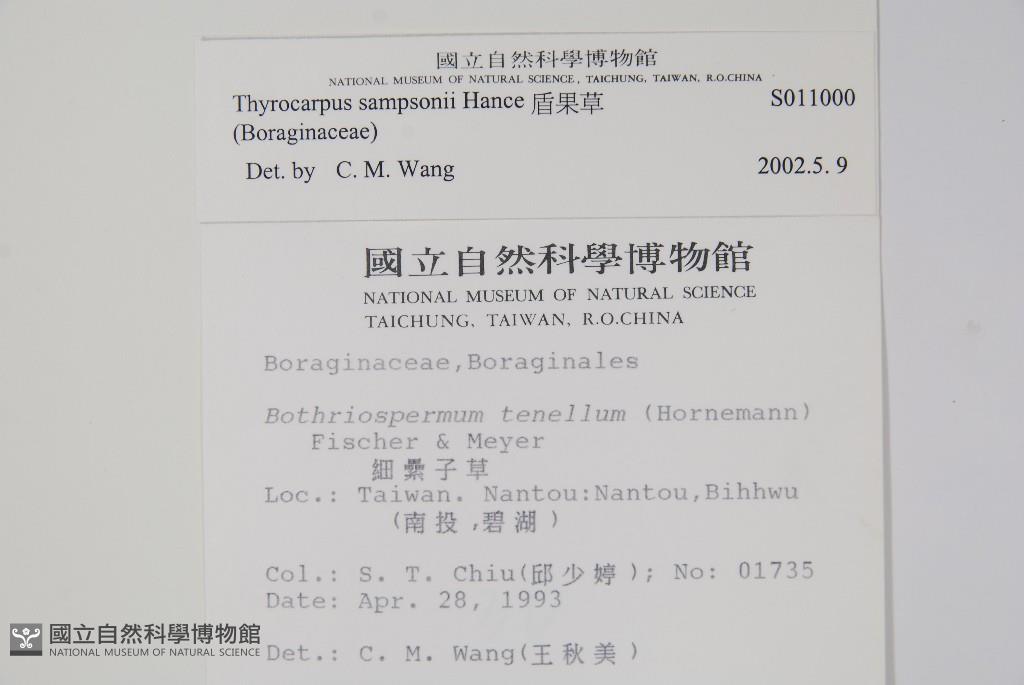 國立自然科學博物館
NATIONAL MUSEUM OF NATURAL SCIENCE, TAICHUNG, TAIWAN, R.O.CHINA
Thyrocarpus sampsonii Hance 盾果草 S011000
(Boraginaceae)
Det. by C. M. Wang 2002.5. 9
國立自然科學博物館
NATIONAL MUSEUM OF NATURAL SCIENCE
TAICHUNG, TAIWAN, R.O.CHINA
Boraginaceae,Boraginales
Bothriospermum tenellum (Hornemann)
Fischer & Meyer
細纍子草
Loc.: Taiwan. Nantou:Nantou,Bihhwu
(南投,碧湖)
Col.: S. T. Chiu(邱少婷); No: 01735
Date: Apr. 28, 1993
Det.: C. M. Wang(王秋美)
國立自然科學博物館
NATIONAL MUSEUM OF NATURAL SCIENCE